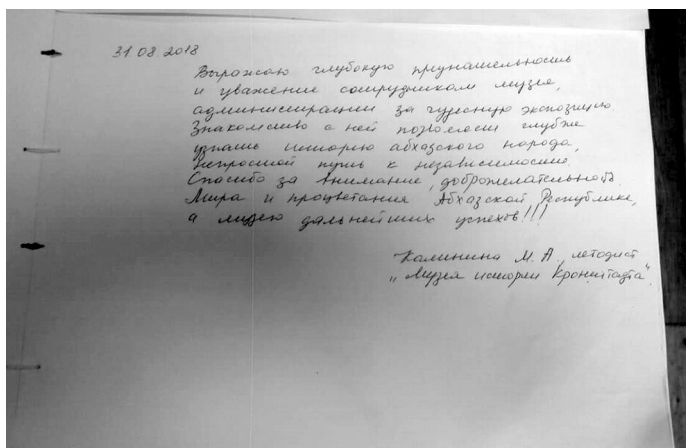 31.08.2018
Выражаю глубокую признательность
и уважение сотрудникам музея,
администрации за чудесную экспозицию.
Знакомство с ней позволило глубже
узнать историю абхазского народа,
непростой путь к независимости.
Спасибо за внимание, доброжелательность.
Мира и процветания Абхазской Республике,
а музею дальнейших успехов!!!
Калинина М. А., методист
„Музея истории Кронштадта"